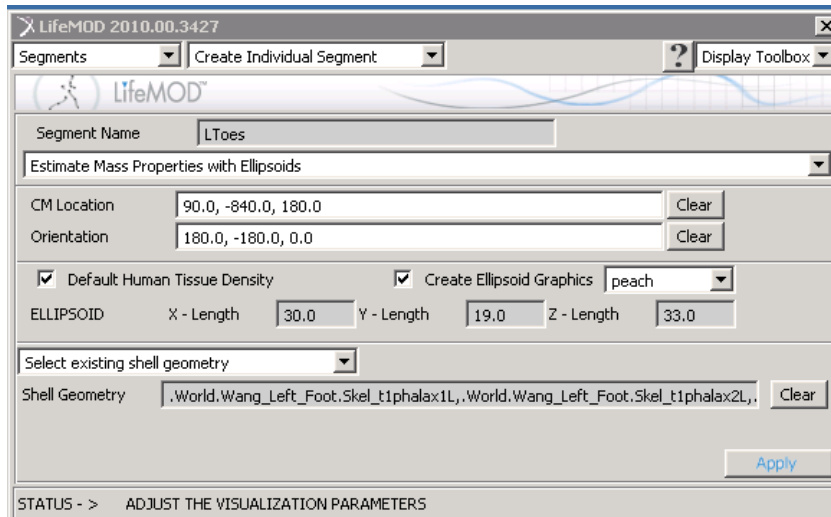 LifeMOD 2010.00.3427
Segments Create Individual Segment ? Display Toolbox
LifeMOD™
Segment Name LToes
Estimate Mass Properties with Ellipsoids
CM Location 90.0, -840.0, 180.0 Clear
Orientation 180.0, -180.0, 0.0 Clear
Default Human Tissue Density Create Ellipsoid Graphics peach
ELLIPSOID X - Length 30.0 Y - Length 19.0 Z - Length 33.0
Select existing shell geometry
Shell Geometry .World.Wang_Left_Foot.Skel_t1phalax1L,.World.Wang_Left_Foot.Skel_t1phalax2L,. Clear
Apply
STATUS - > ADJUST THE VISUALIZATION PARAMETERS